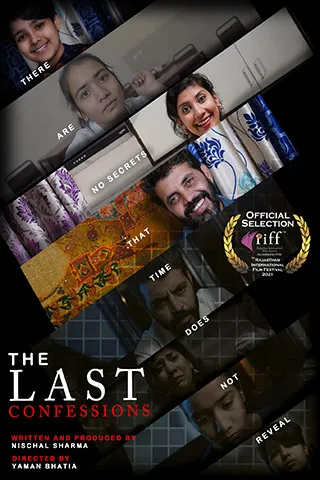 THERE
ARE
NO SECRETS
THAT
TIME
DOES
NOT
REVEAL
OFFICIAL
SELECTION
riff
RAJASTHAN
INTERNATIONAL
FILM FESTIVAL
2021
THE
LAST
CONFESSIONS
WRITTEN AND PRODUCED BY
NISCHAL SHARMA
DIRECTED BY
YAMAN BHATIA